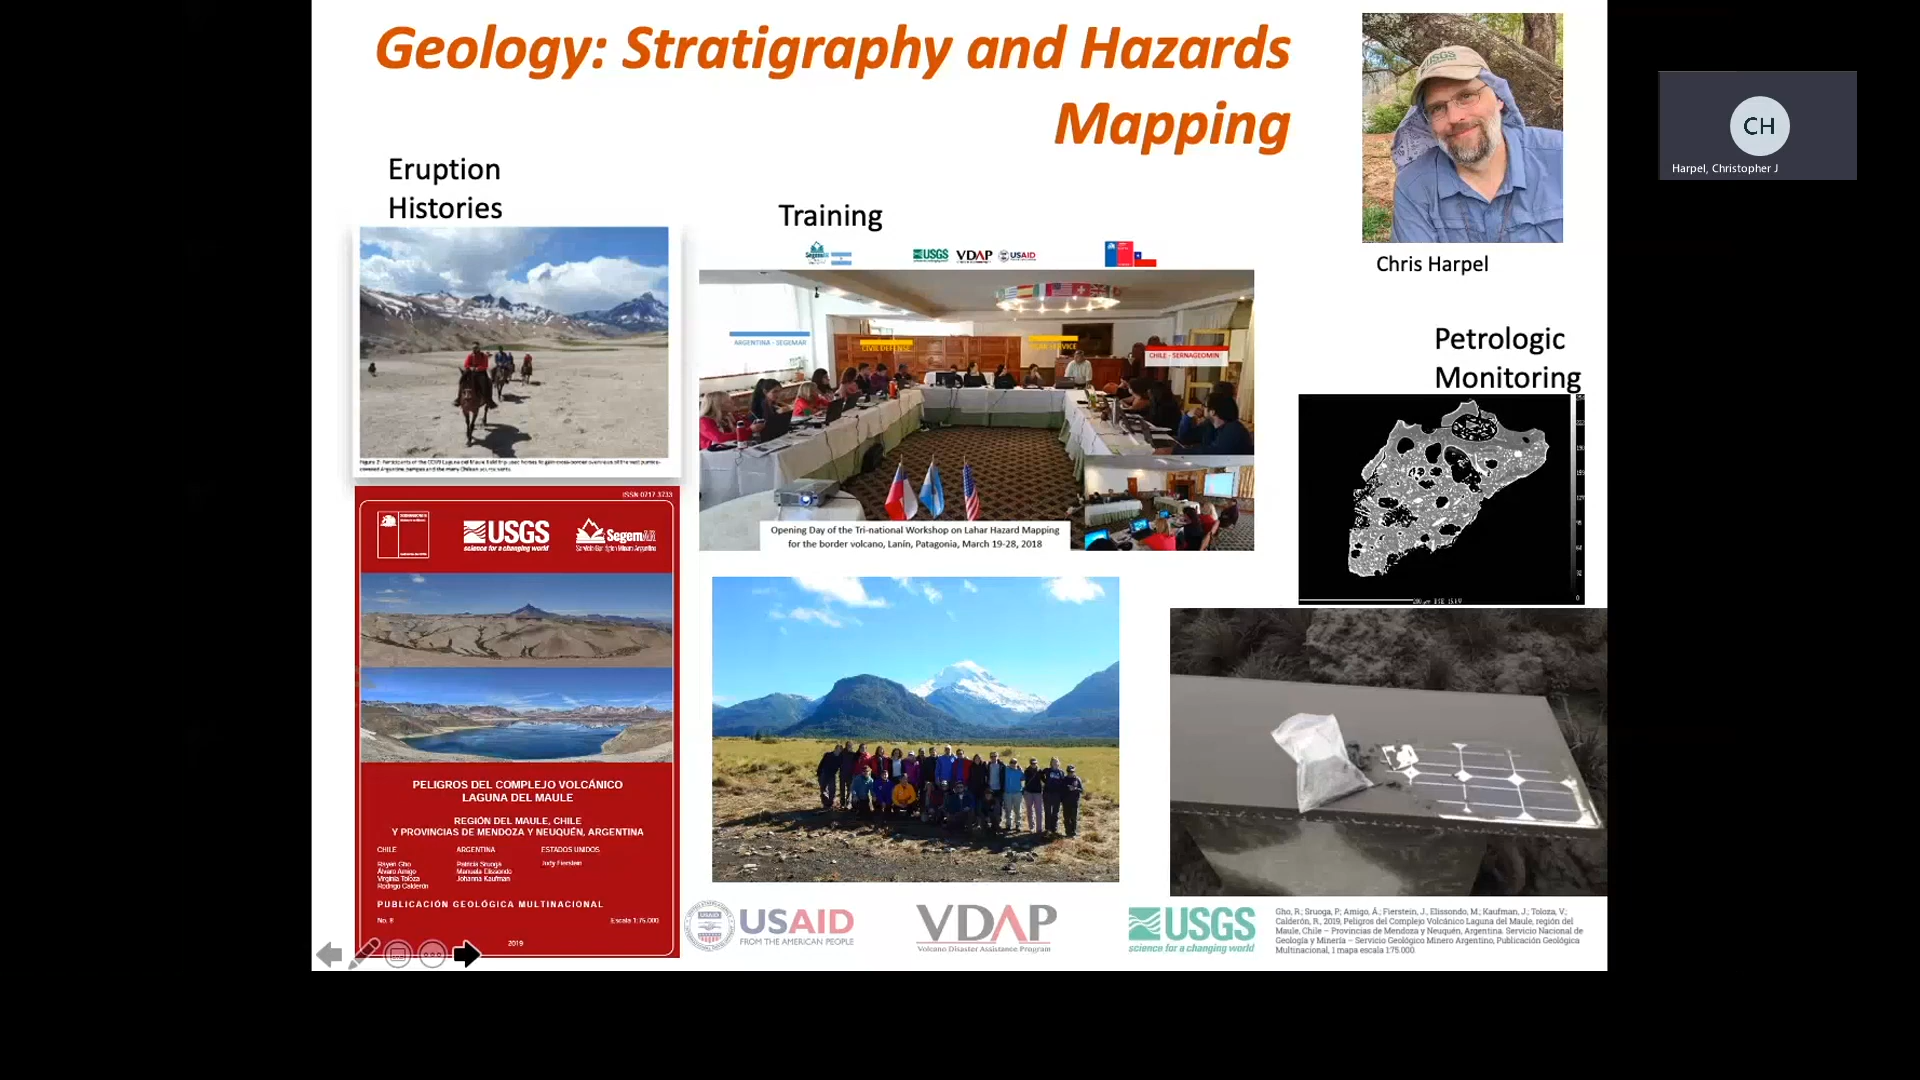 Geology: Stratigraphy and Hazards
Mapping
Eruption
Histories
Training
USGS
VDAP
USAID
USGS
Chris Harpel
CH
Harpel, Christopher J
Petrologic
Monitoring
ARGENTINA - SEGEMAR
CIVIL DEFENSE
CHILE - SERNAGEOMIN
Opening Day of the Tri-national Workshop on Lahar Hazard Mapping
for the border volcano, Lanín, Patagonia, March 19-28, 2018
ISSN 0717-3733
USGS
science for a changing world
SegemAR
PELIGROS DEL COMPLEJO VOLCÁNICO
LAGUNA DEL MAULE
REGIÓN DEL MAULE, CHILE
Y PROVINCIAS DE MENDOZA Y NEUQUÉN, ARGENTINA
CHILE
Rayen Gho
Álvaro Amigo
Virginia Toloza
Rodrigo Calderón
ARGENTINA
Patricia Sruoga
Manuela Elissondo
Johanna Kaufman
ESTADOS UNIDOS
Judy Fierstein
PUBLICACIÓN GEOLÓGICA MULTINACIONAL
No. 8
Escala 1:75.000
2019
USAID
FROM THE AMERICAN PEOPLE
VDAP
Volcano Disaster Assistance Program
USGS
science for a changing world
Gho, R.; Sruoga, P.; Amigo, Á.; Fierstein, J., Elissondo, M.; Kaufman, J.; Toloza, V.;
Calderón, R., 2019, Peligros del Complejo Volcánico Laguna del Maule, región del
Maule, Chile – Provincias de Mendoza y Neuquén, Argentina. Servicio Nacional de
Geología y Minería – Servicio Geológico Minero Argentino, Publicación Geológica
Multinacional, 1 mapa escala 1:75.000.